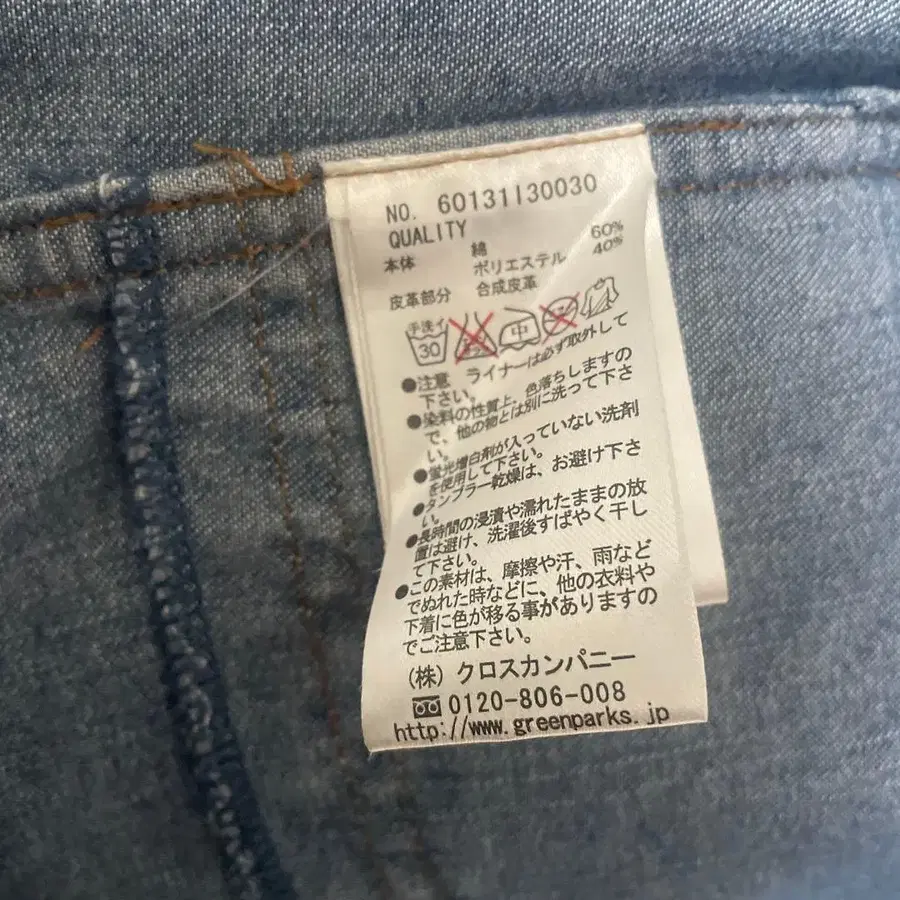 NO. 60131I30030
QUALITY
本体 綿 60%
ポリエステル 40%
皮革部分 合成皮革
手洗イ
30
中
●注意 ライナーは必ず取外して
下さい。
●染料の性質上、色落ちしますの
で、他の物とは別に洗って下さ
い。
●蛍光増白剤が入っていない洗剤
を使用して下さい。
●タンブラー乾燥は、お避け下さ
い。
●長時間の浸漬や濡れたままの放
置は避け、洗濯後すばやく干し
て下さい。
●この素材は、摩擦や汗、雨など
でぬれた時などに、他の衣料や
下着に色が移る事がありますの
でご注意下さい。
(株) クロスカンパニー
0120-806-008
http://www.greenparks.jp